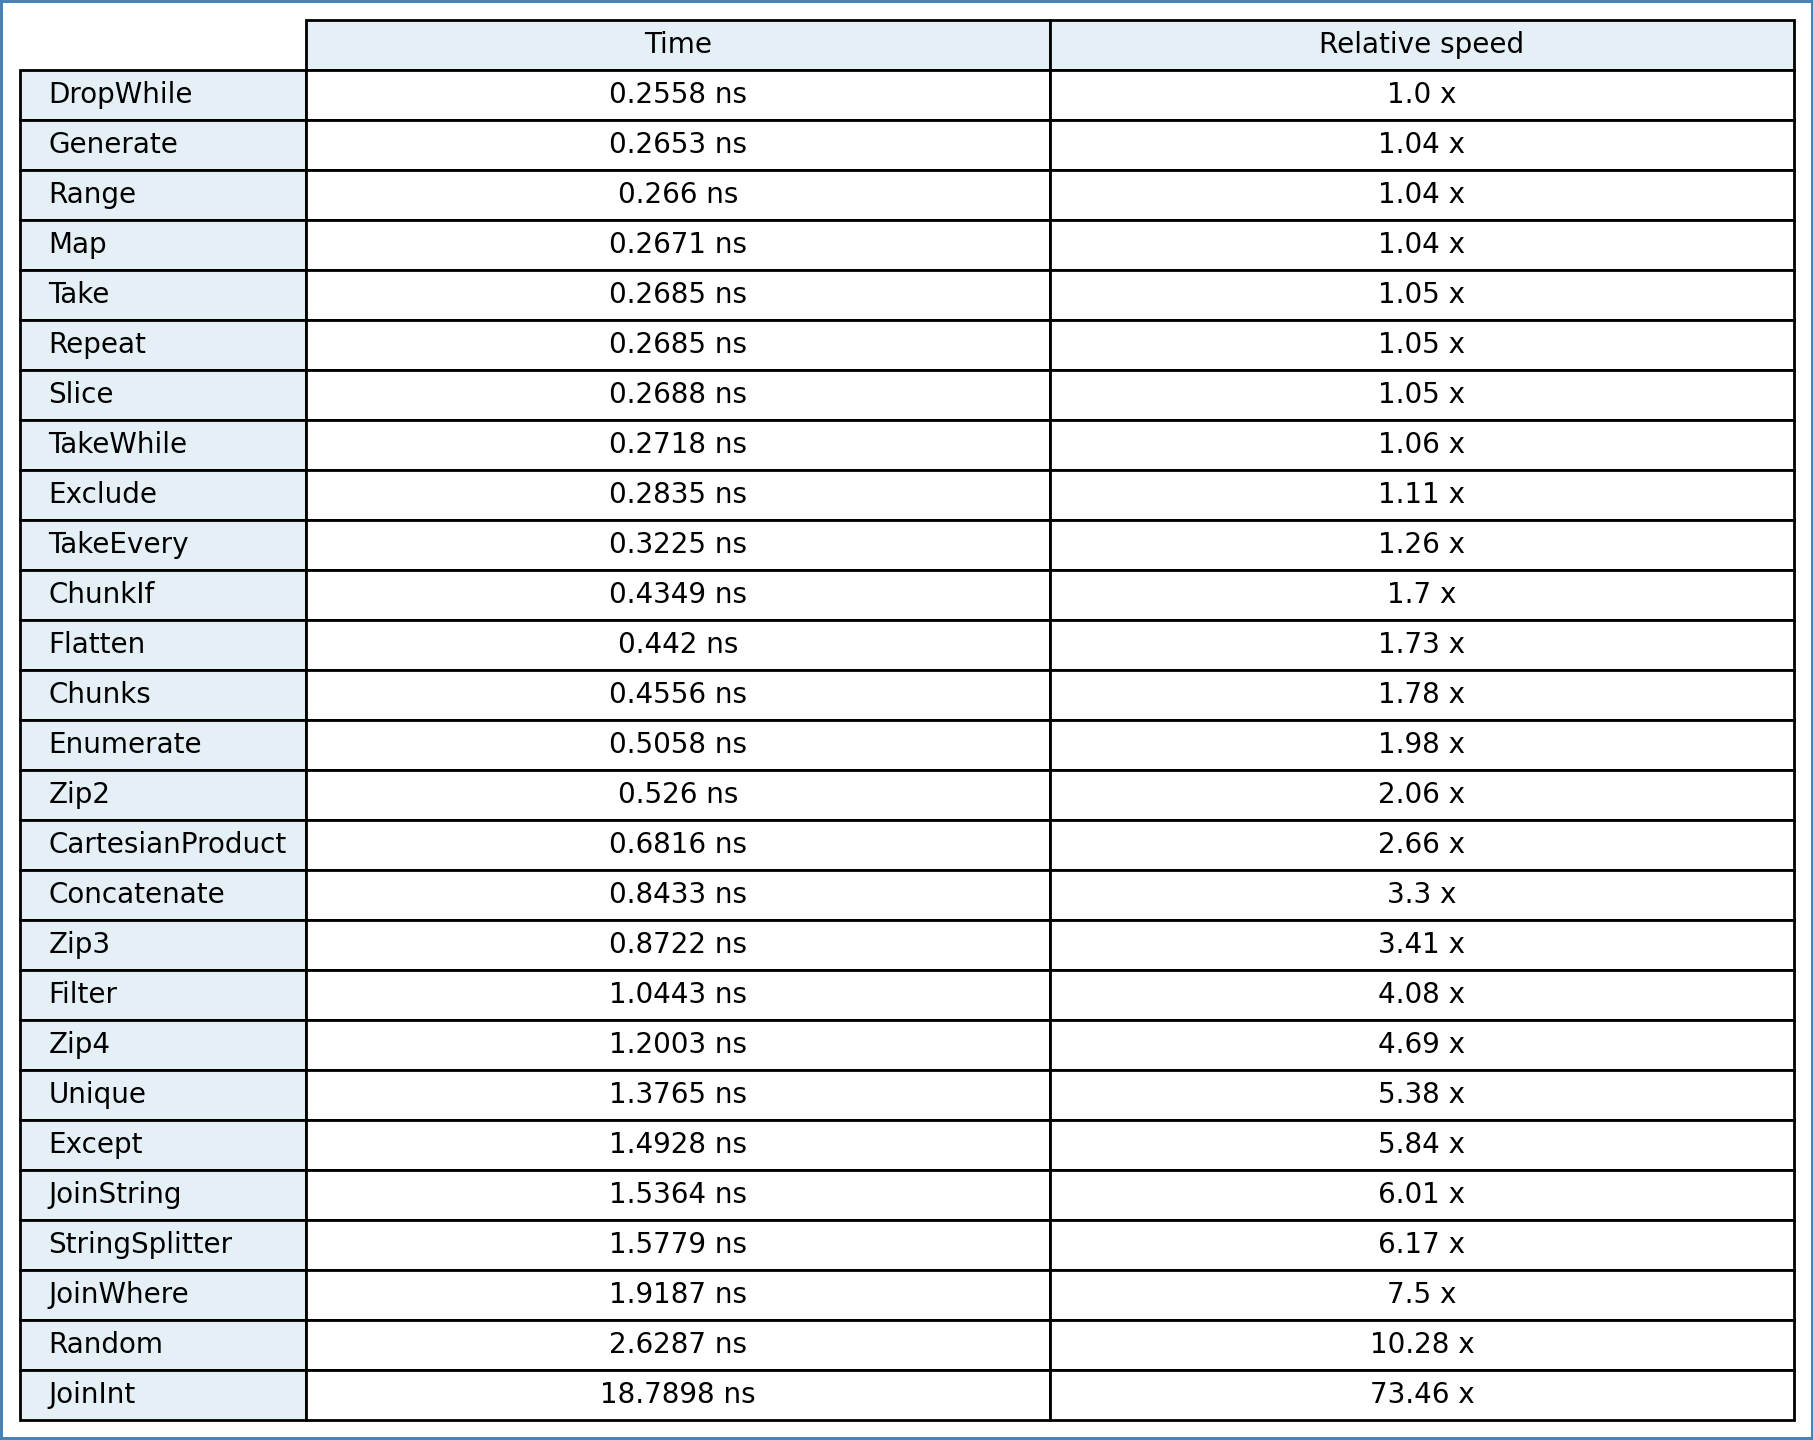 Time Relative speed
DropWhile 0.2558 ns 1.0 x
Generate 0.2653 ns 1.04 x
Range 0.266 ns 1.04 x
Map 0.2671 ns 1.04 x
Take 0.2685 ns 1.05 x
Repeat 0.2685 ns 1.05 x
Slice 0.2688 ns 1.05 x
TakeWhile 0.2718 ns 1.06 x
Exclude 0.2835 ns 1.11 x
TakeEvery 0.3225 ns 1.26 x
ChunkIf 0.4349 ns 1.7 x
Flatten 0.442 ns 1.73 x
Chunks 0.4556 ns 1.78 x
Enumerate 0.5058 ns 1.98 x
Zip2 0.526 ns 2.06 x
CartesianProduct 0.6816 ns 2.66 x
Concatenate 0.8433 ns 3.3 x
Zip3 0.8722 ns 3.41 x
Filter 1.0443 ns 4.08 x
Zip4 1.2003 ns 4.69 x
Unique 1.3765 ns 5.38 x
Except 1.4928 ns 5.84 x
JoinString 1.5364 ns 6.01 x
StringSplitter 1.5779 ns 6.17 x
JoinWhere 1.9187 ns 7.5 x
Random 2.6287 ns 10.28 x
JoinInt 18.7898 ns 73.46 x